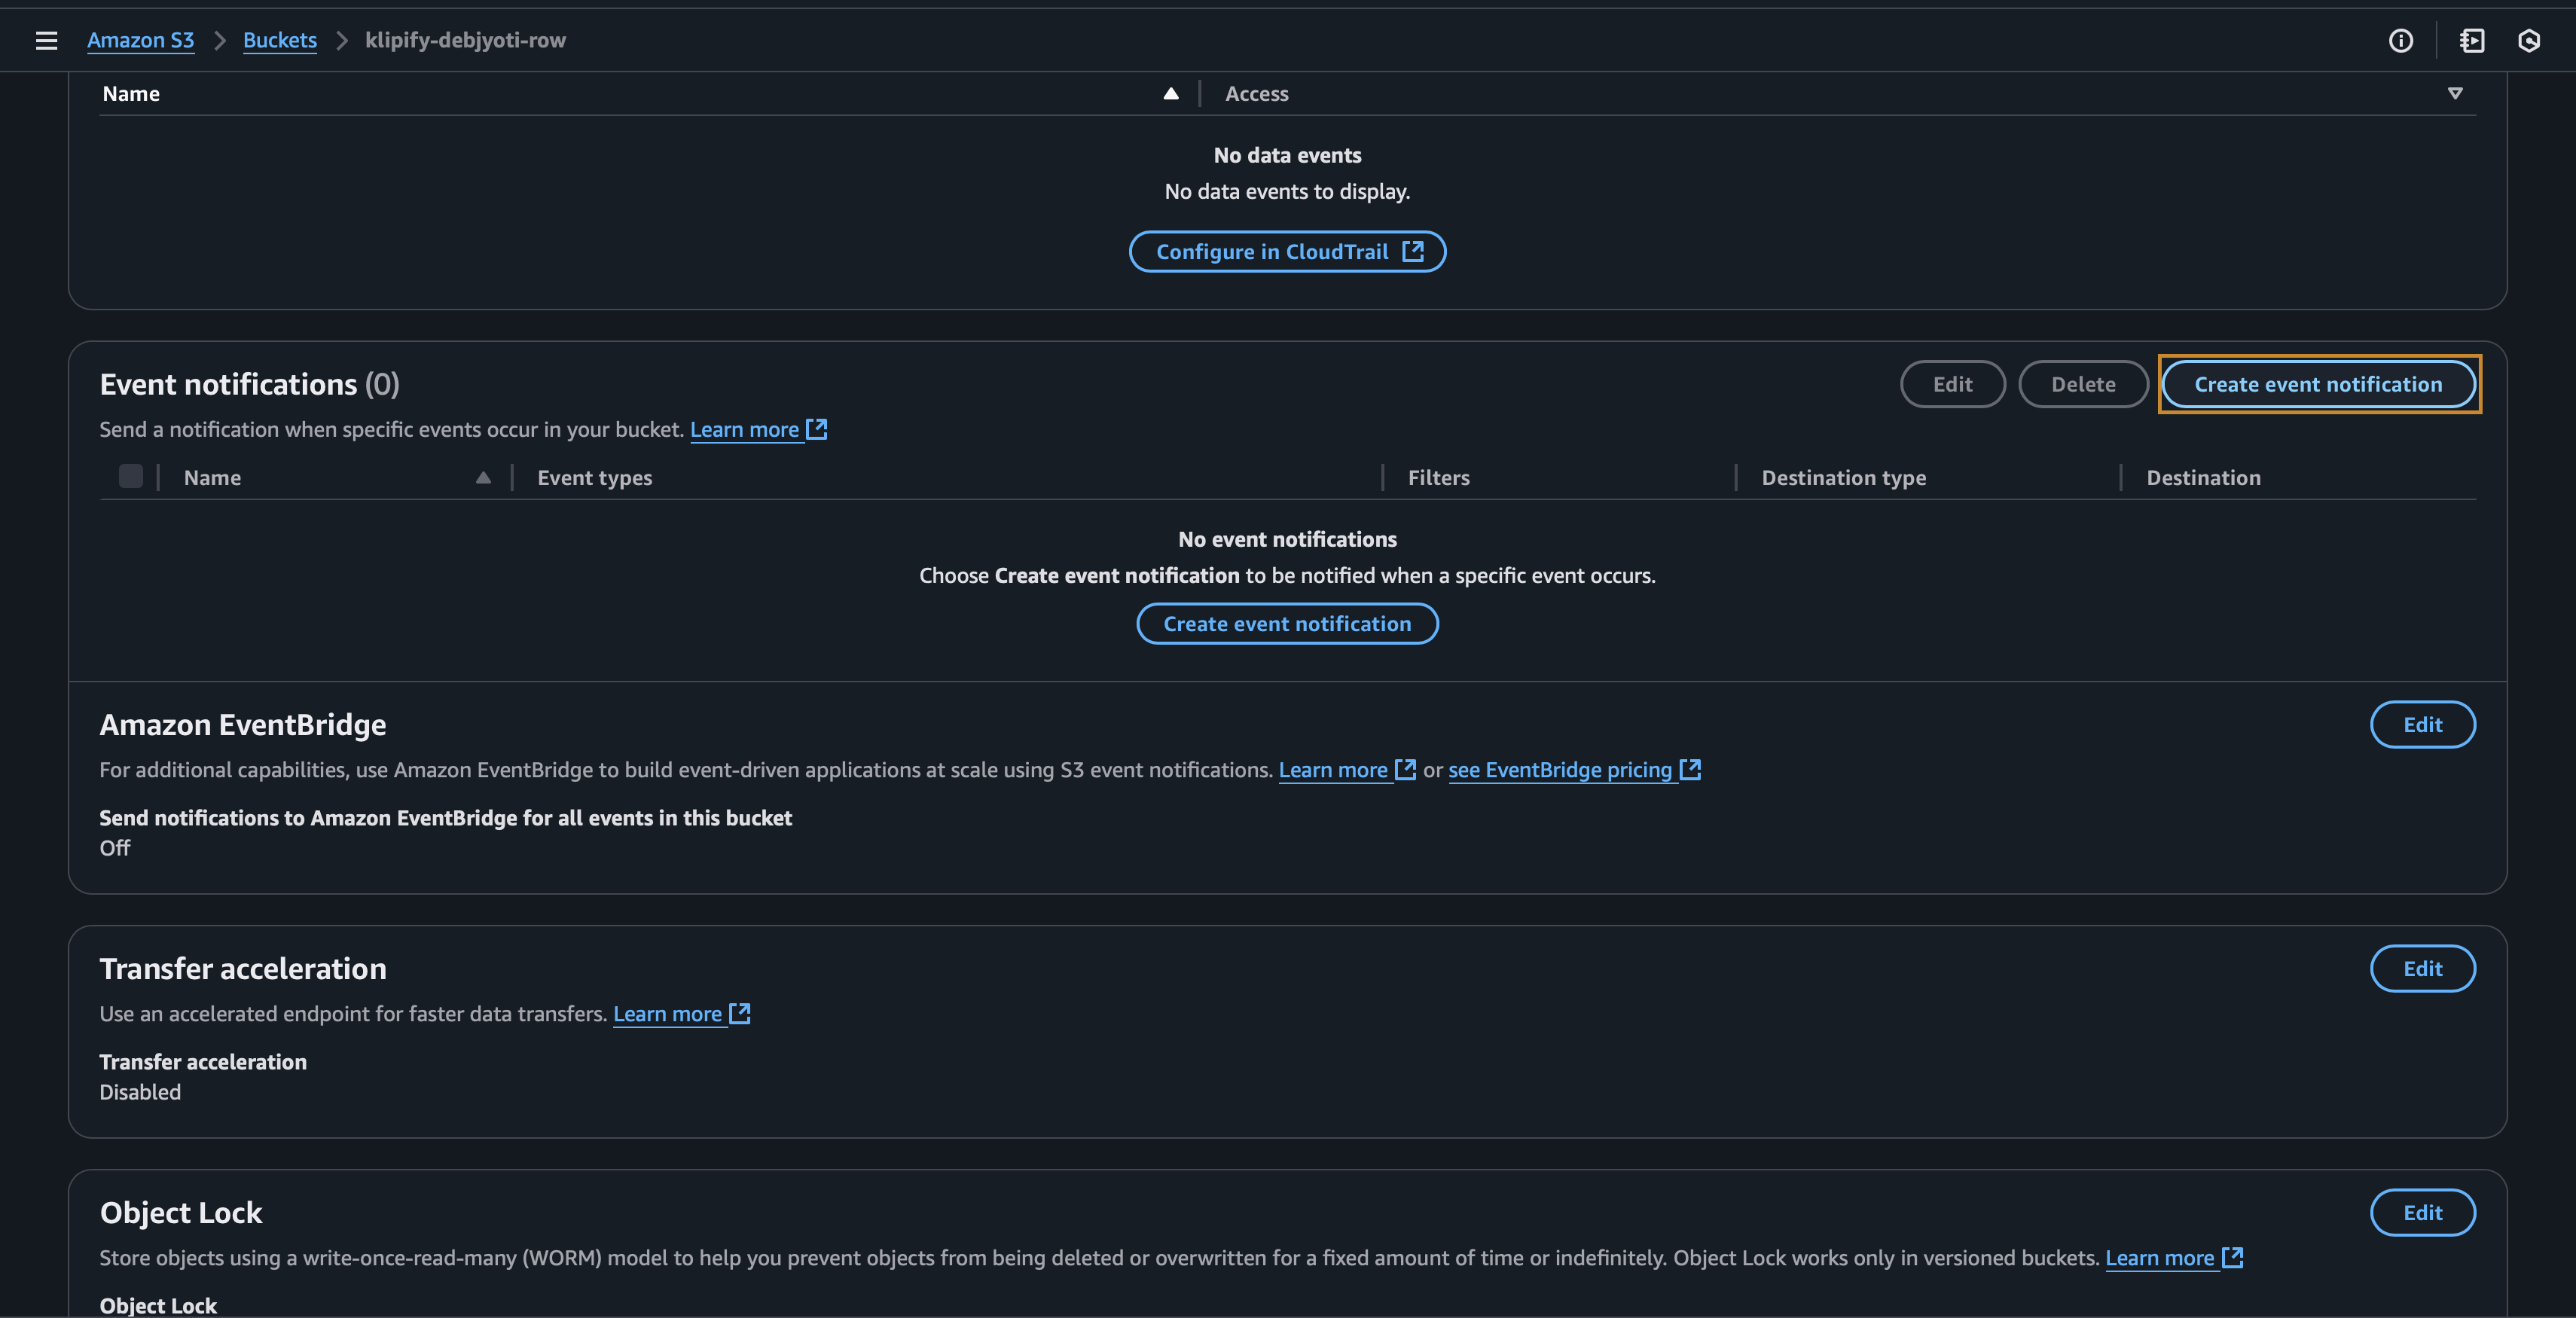 Amazon S3 > Buckets > klipify-debjyoti-row
Name Access
No data events
No data events to display.
Configure in CloudTrail
Event notifications (0)
Edit Delete Create event notification
Send a notification when specific events occur in your bucket. Learn more
Name Event types Filters Destination type Destination
No event notifications
Choose Create event notification to be notified when a specific event occurs.
Create event notification
Amazon EventBridge
Edit
For additional capabilities, use Amazon EventBridge to build event-driven applications at scale using S3 event notifications. Learn more or see EventBridge pricing
Send notifications to Amazon EventBridge for all events in this bucket
Off
Transfer acceleration
Edit
Use an accelerated endpoint for faster data transfers. Learn more
Transfer acceleration
Disabled
Object Lock
Edit
Store objects using a write-once-read-many (WORM) model to help you prevent objects from being deleted or overwritten for a fixed amount of time or indefinitely. Object Lock works only in versioned buckets. Learn more
Object Lock